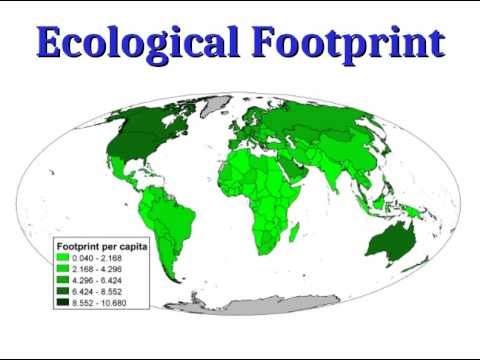 Ecological Footprint
Footprint per capita
0.040 - 2.168
2.168 - 4.296
4.296 - 6.424
6.424 - 8.552
8.552 - 10.680